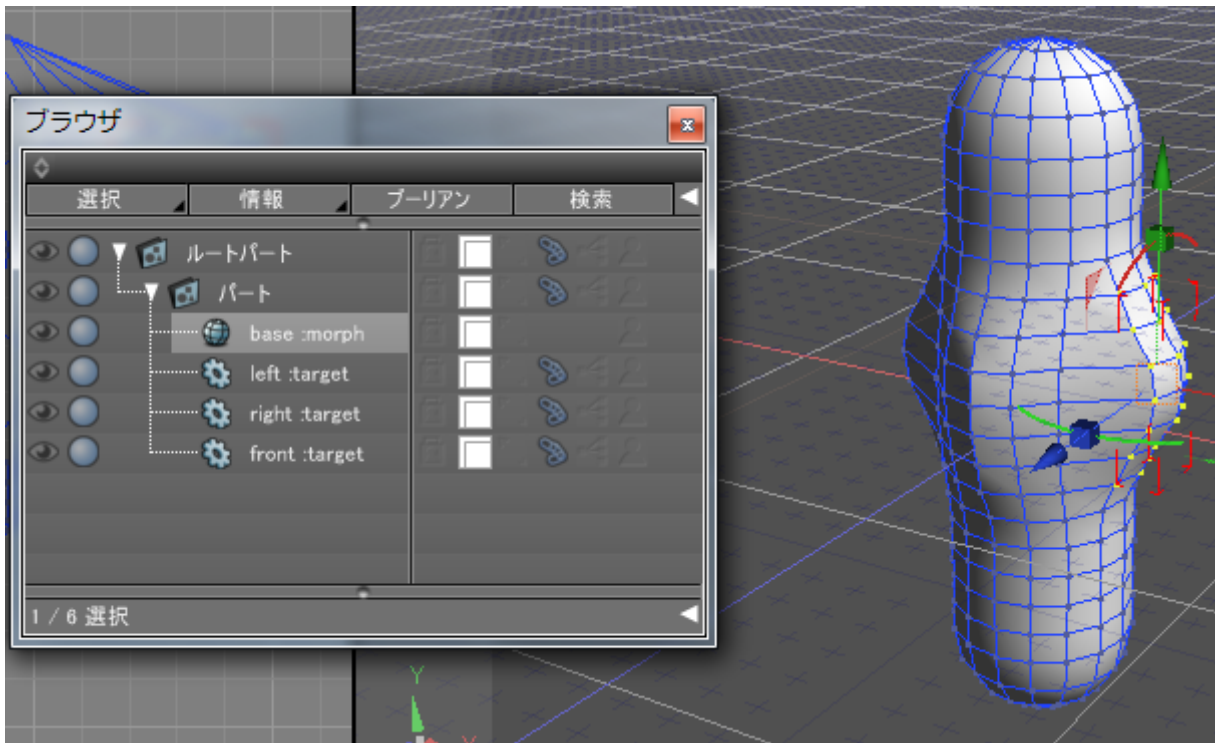 ブラウザ
選択 情報 ブーリアン 検索
ルートパート
パート
base :morph
left :target
right :target
front :target
1 / 6 選択
Y
X